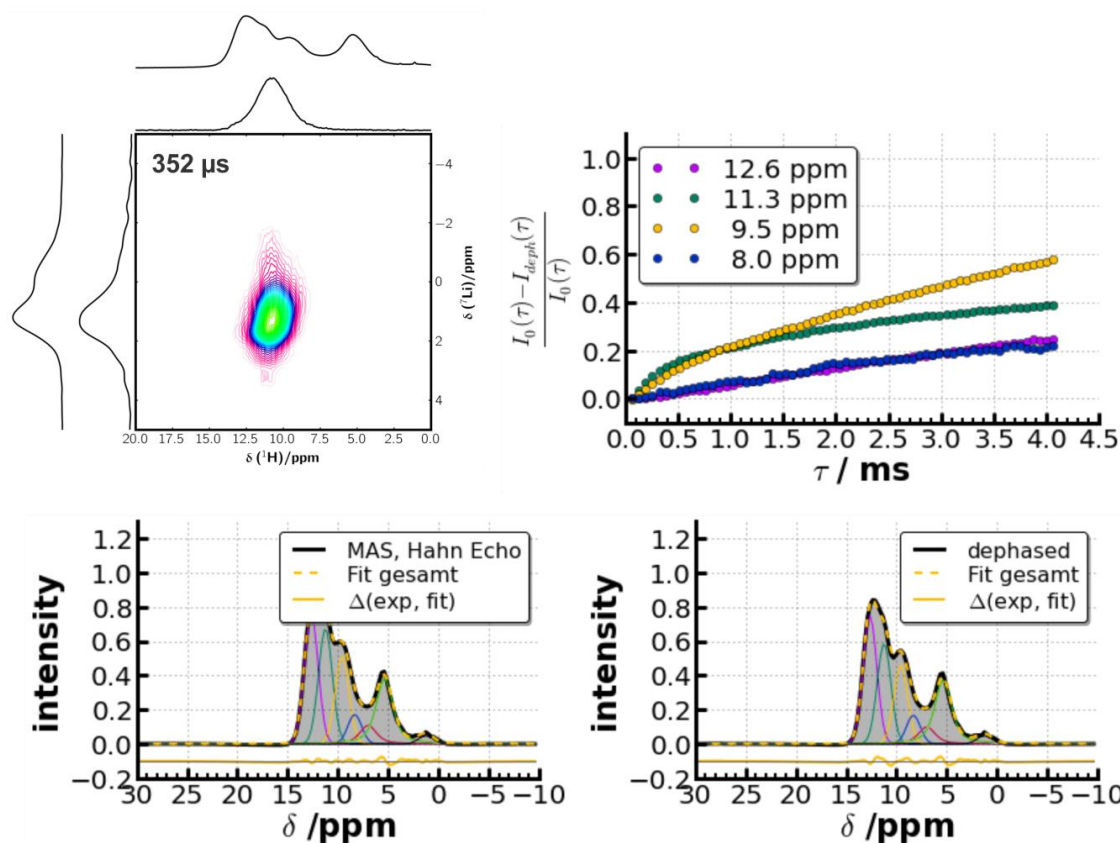 352 µs
−4
−2
0
2
4
δ (⁷Li)/ppm
20.0 17.5 15.0 12.5 10.0 7.5 5.0 2.5 0.0
δ (¹H)/ppm
I₀(τ)−I_deph(τ)
I₀(τ)
1.0
0.8
0.6
0.4
0.2
0.0
12.6 ppm
11.3 ppm
9.5 ppm
8.0 ppm
0.0 0.5 1.0 1.5 2.0 2.5 3.0 3.5 4.0 4.5
τ / ms
intensity
1.2
1.0
0.8
0.6
0.4
0.2
0.0
−0.2
MAS, Hahn Echo
Fit gesamt
Δ(exp, fit)
30 25 20 15 10 5 0 −5 −10
δ /ppm
intensity
1.2
1.0
0.8
0.6
0.4
0.2
0.0
−0.2
dephased
Fit gesamt
Δ(exp, fit)
30 25 20 15 10 5 0 −5 −10
δ /ppm